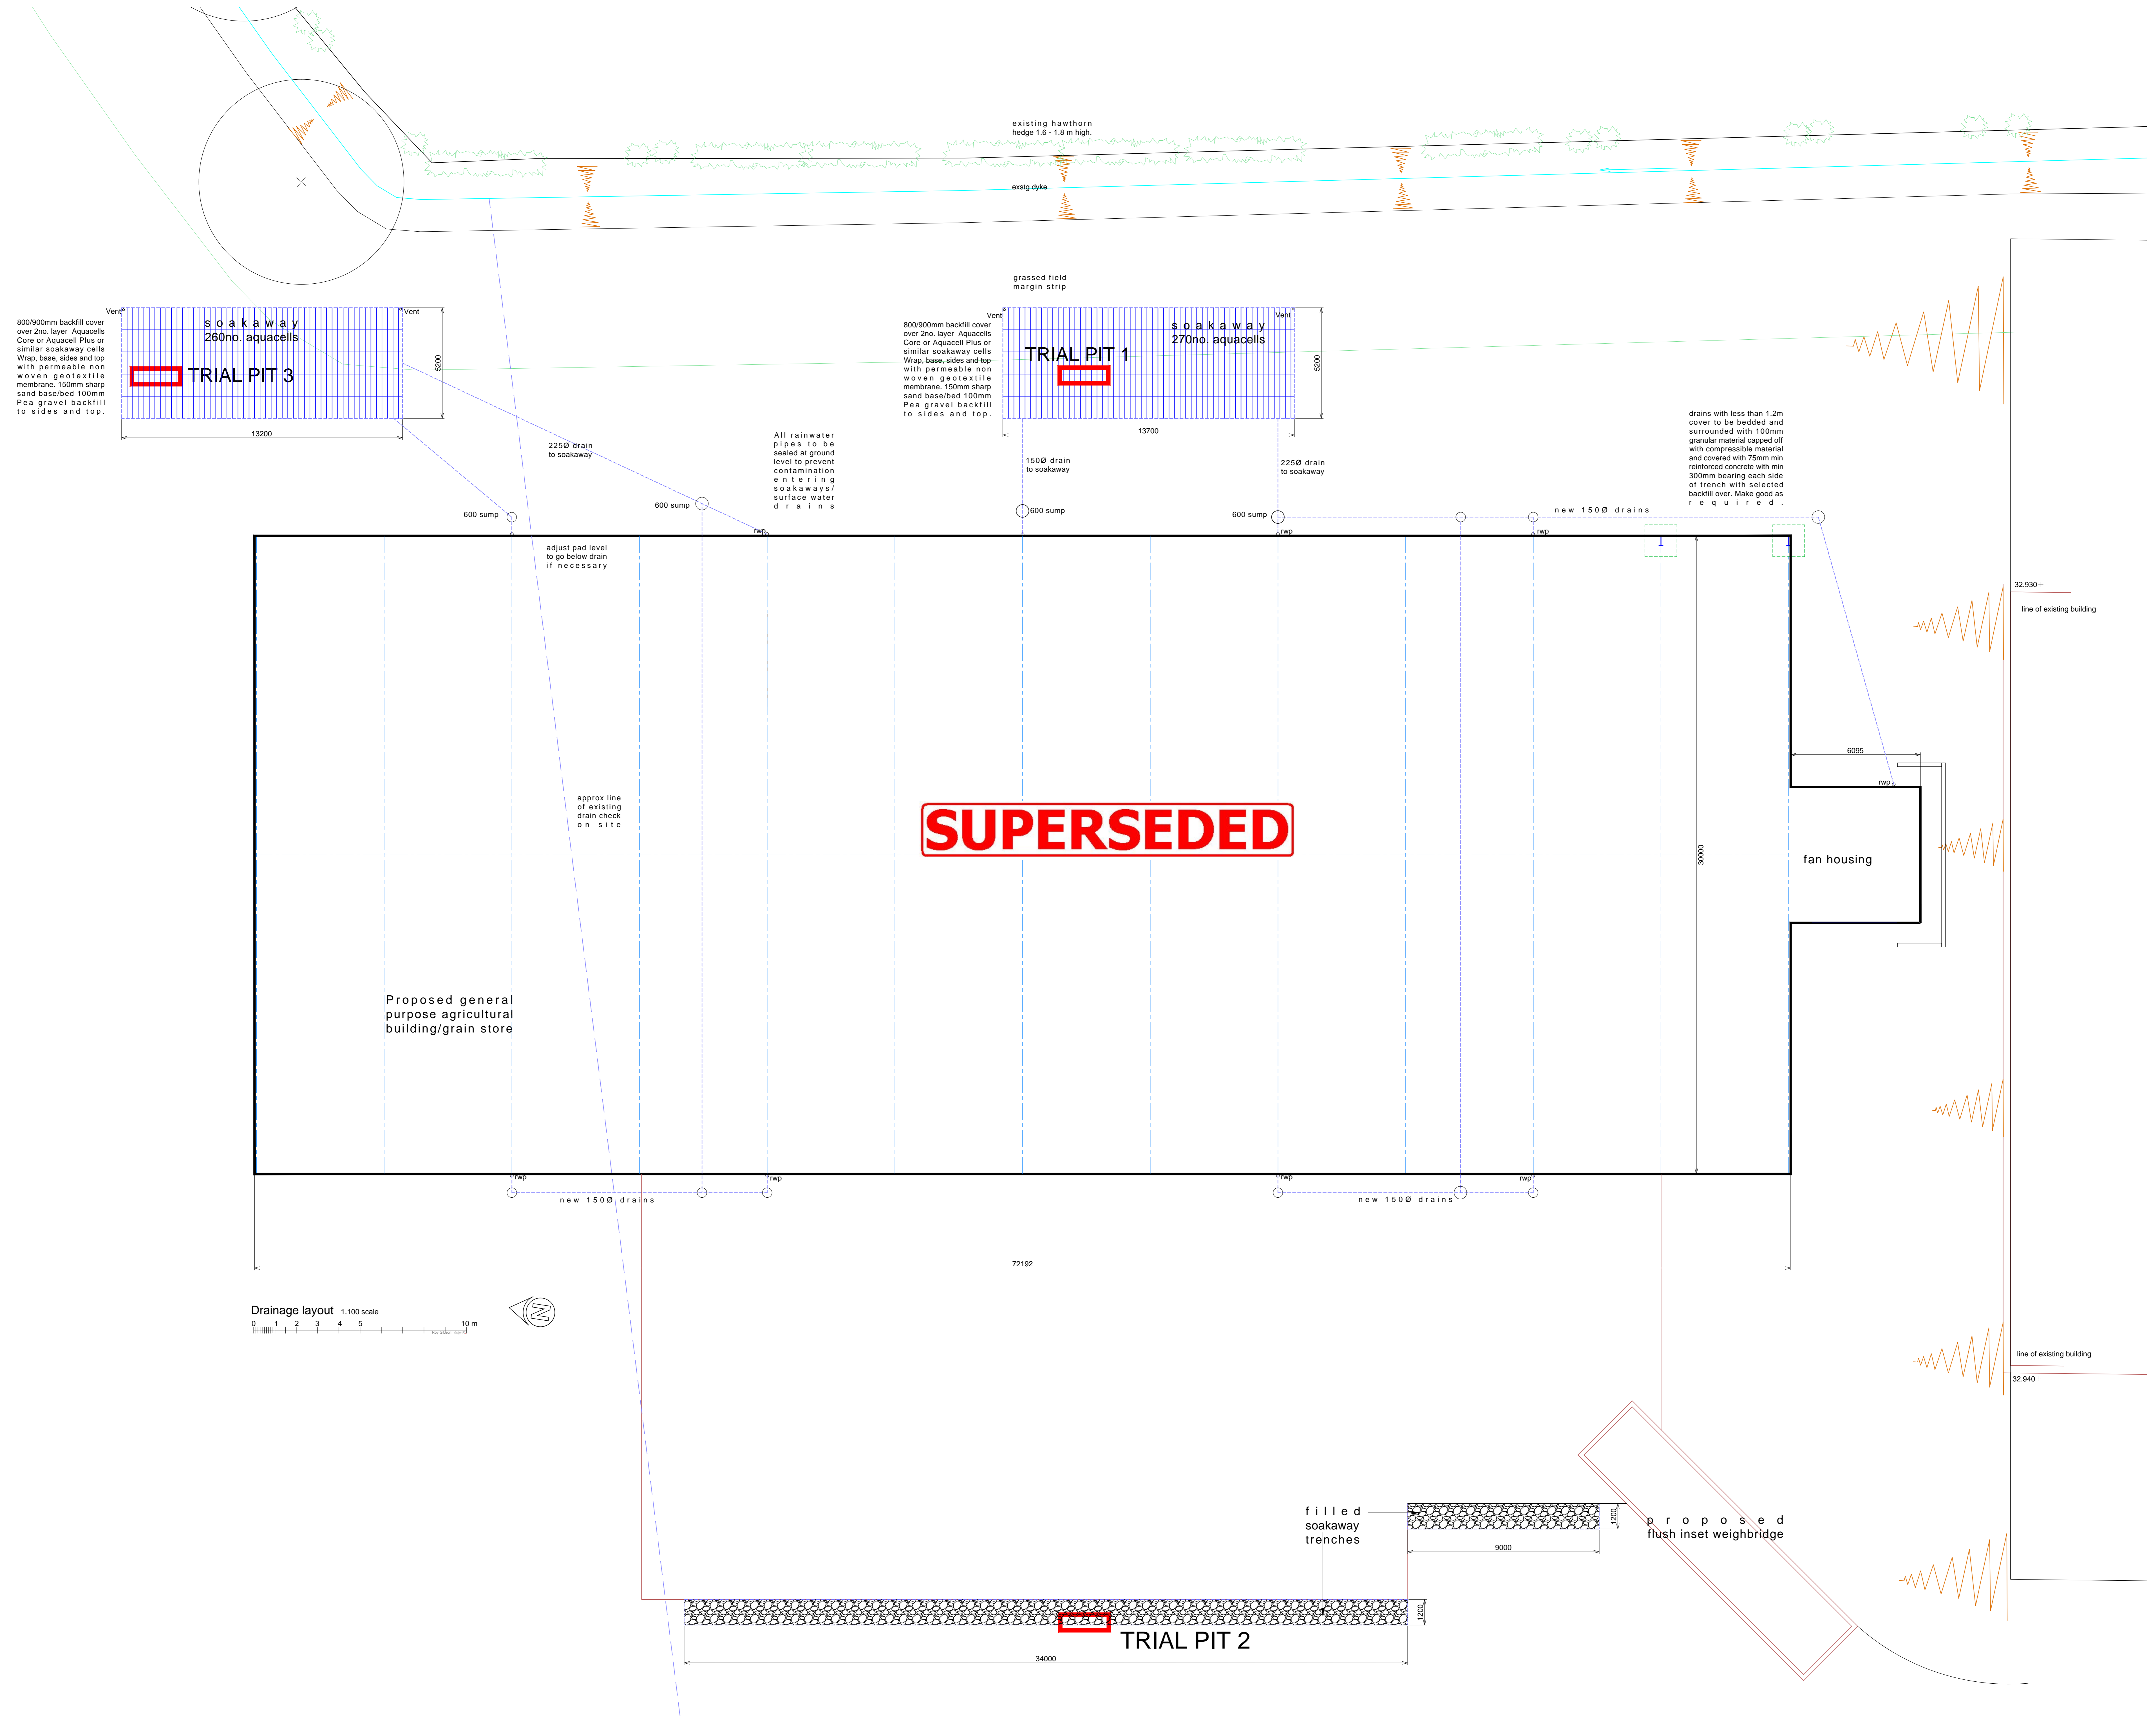 existing hawthorn
hedge 1.6 - 1.8 m high.
exstg dyke
grassed field
margin strip
Vent
Vent
soakaway
260no. aquacells
TRIAL PIT 3
800/900mm backfill cover
over 2no. layer Aquacells
Core or Aquacell Plus or
similar soakaway cells
Wrap, base, sides and top
with permeable non
woven geotextile
membrane. 150mm sharp
sand base/bed 100mm
Pea gravel backfill
to sides and top.
5200
13200
Vent
Vent
soakaway
270no. aquacells
TRIAL PIT 1
800/900mm backfill cover
over 2no. layer Aquacells
Core or Aquacell Plus or
similar soakaway cells
Wrap, base, sides and top
with permeable non
woven geotextile
membrane. 150mm sharp
sand base/bed 100mm
Pea gravel backfill
to sides and top.
5200
13700
225Ø drain
to soakaway
All rainwater
pipes to be
sealed at ground
level to prevent
contamination
entering
soakaways/
surface water
drains
150Ø drain
to soakaway
225Ø drain
to soakaway
drains with less than 1.2m
cover to be bedded and
surrounded with 100mm
granular material capped off
with compressible material
and covered with 75mm min
reinforced concrete with min
300mm bearing each side
of trench with selected
backfill over. Make good as
required.
600 sump
600 sump
600 sump
600 sump
new 150Ø drains
rwp
rwp
rwp
adjust pad level
to go below drain
if necessary
32.930
line of existing building
6095
rwp
approx line
of existing
drain check
on site
SUPERSEDED
30000
fan housing
Proposed general
purpose agricultural
building/grain store
rwp
rwp
rwp
rwp
new 150Ø drains
new 150Ø drains
72192
Drainage layout 1.100 scale
0 1 2 3 4 5 10 m
N
line of existing building
32.940
filled
soakaway
trenches
1200
9000
proposed
flush inset weighbridge
1200
TRIAL PIT 2
34000